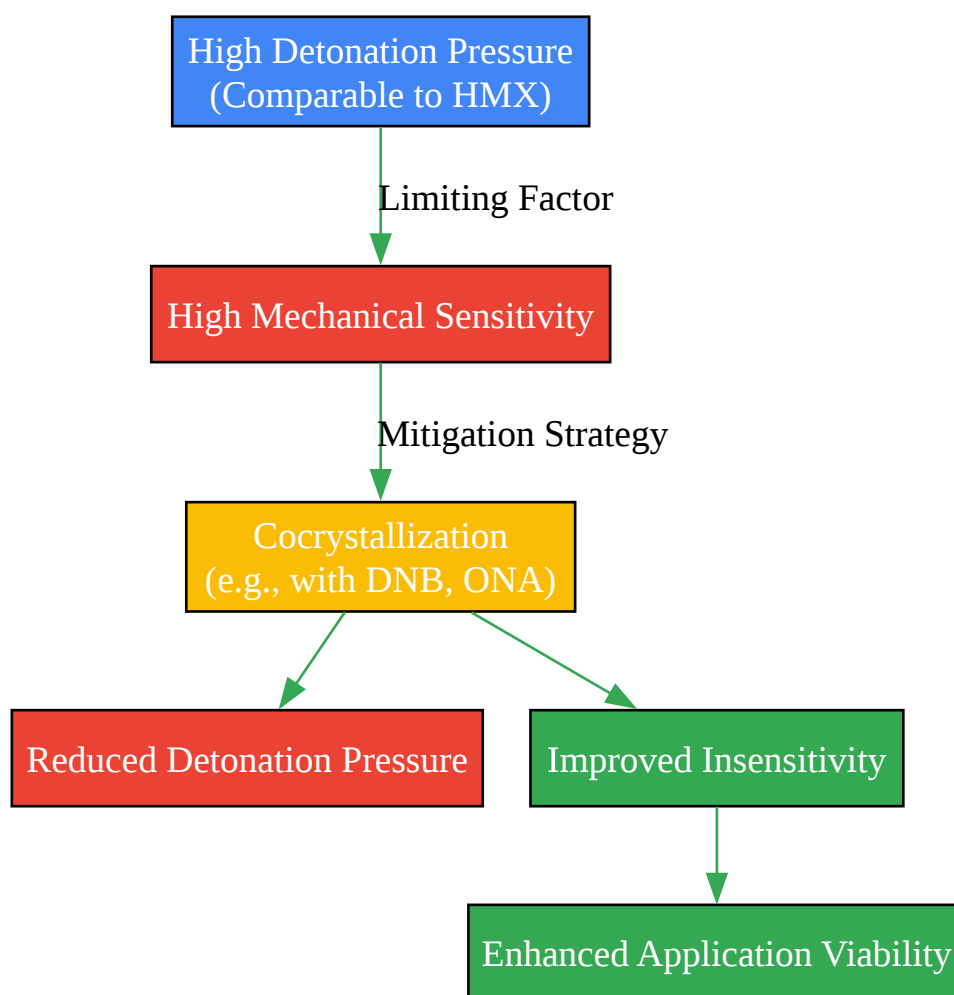 High Detonation Pressure
(Comparable to HMX)
Limiting Factor
High Mechanical Sensitivity
Mitigation Strategy
Cocrystallization
(e.g., with DNB, ONA)
Reduced Detonation Pressure
Improved Insensitivity
Enhanced Application Viability